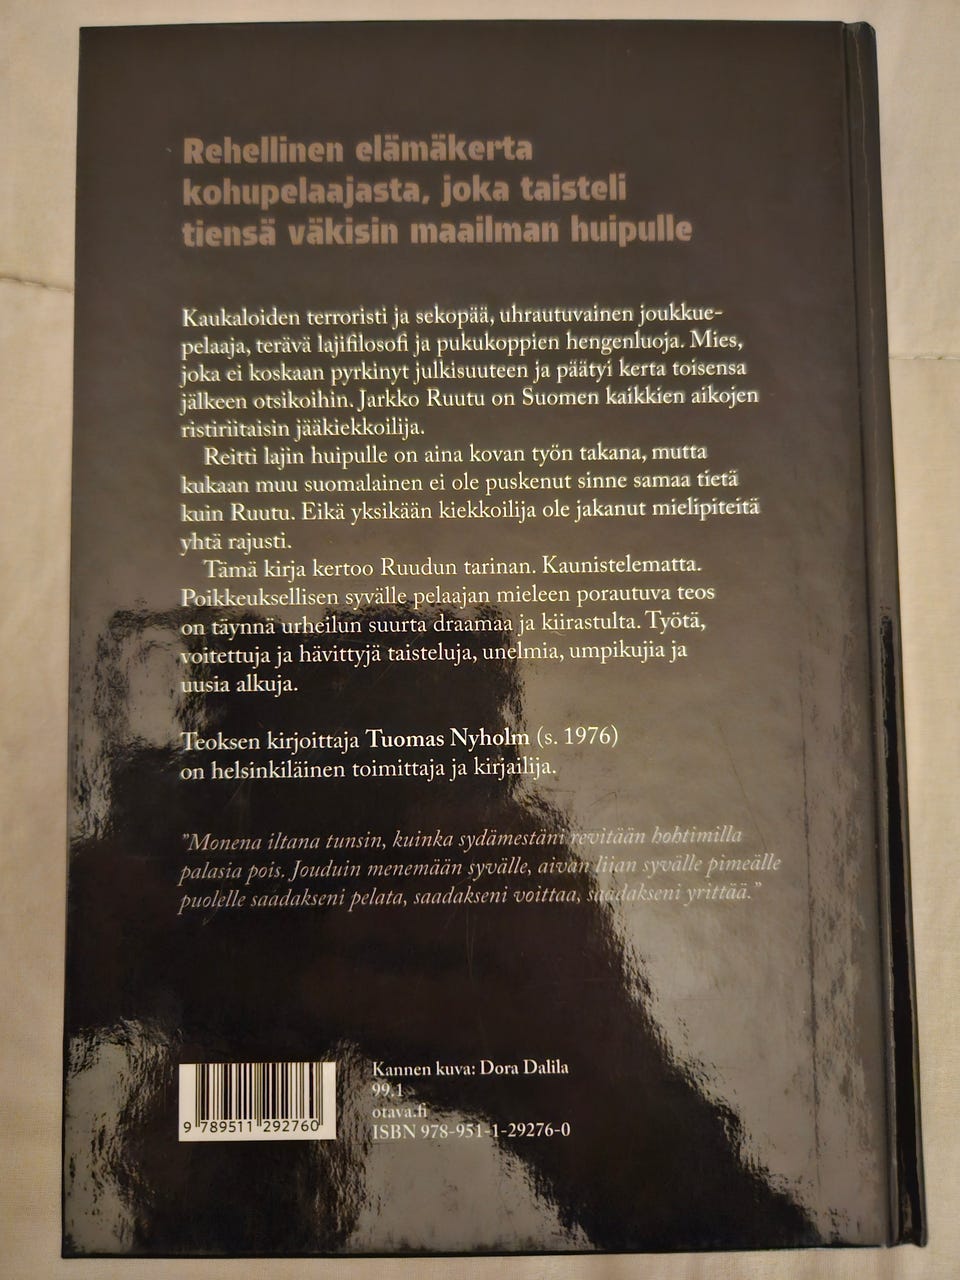 Rehellinen elämäkerta
kohupelaajasta, joka taisteli
tiensä väkisin maailman huipulle
Kaukaloiden terroristi ja sekopää, uhrautuvainen joukkue-
pelaaja, terävä lajifilosofi ja pukukoppien hengenluoja. Mies,
joka ei koskaan pyrkinyt julkisuuteen ja päätyi kerta toisensa
jälkeen otsikoihin. Jarkko Ruutu on Suomen kaikkien aikojen
ristiriitaisin jääkiekkoilija.
Reitti lajin huipulle on aina kovan työn takana, mutta
kukaan muu suomalainen ei ole puskenut sinne samaa tietä
kuin Ruutu. Eikä yksikään kiekkoilija ole jakanut mielipiteitä
yhtä rajusti.
Tämä kirja kertoo Ruudun tarinan. Kaunistelematta.
Poikkeuksellisen syvälle pelaajan mieleen porautuva teos
on täynnä urheilun suurta draamaa ja kiirastulta. Työtä,
voitettuja ja hävittyjä taisteluja, unelmia, umpikujia ja
uusia alkuja.
Teoksen kirjoittaja Tuomas Nyholm (s. 1976)
on helsinkiläinen toimittaja ja kirjailija.
"Monena iltana tunsin, kuinka sydämestäni revitään hohtimilla
palasia pois. Jouduin menemään syvälle, aivan liian syvälle pimeälle
puolelle saadakseni pelata, saadakseni voittaa, saadakseni yrittää."
Kannen kuva: Dora Dalila
99.1
otava.fi
ISBN 978-951-1-29276-0
9 789511 292760